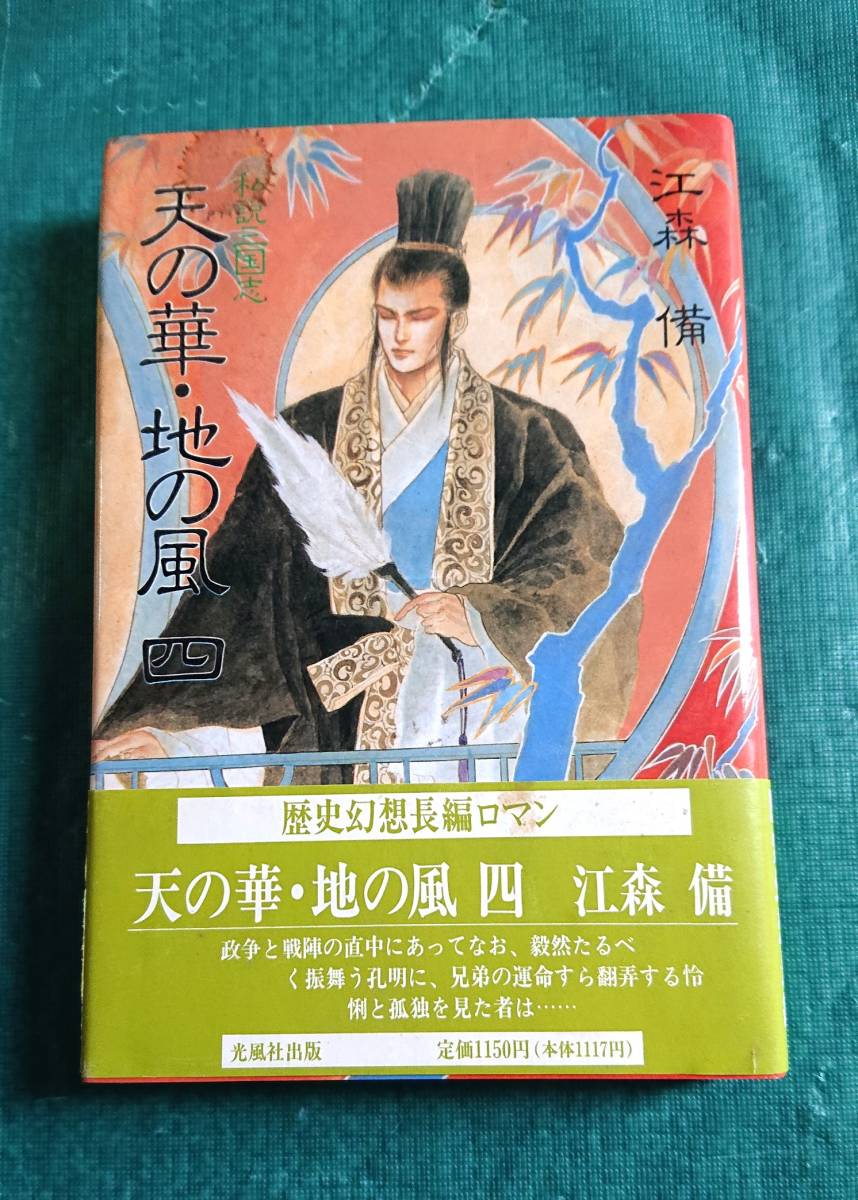 江森 備
私説三国志
天の華・地の風 四
歴史幻想長編ロマン
天の華・地の風 四 江森 備
政争と戦陣の直中にあってなお、毅然たるべ
く振舞う孔明に、兄弟の運命すら翻弄する怜
悧と孤独を見た者は……
光風社出版 定価1150円(本体1117円)